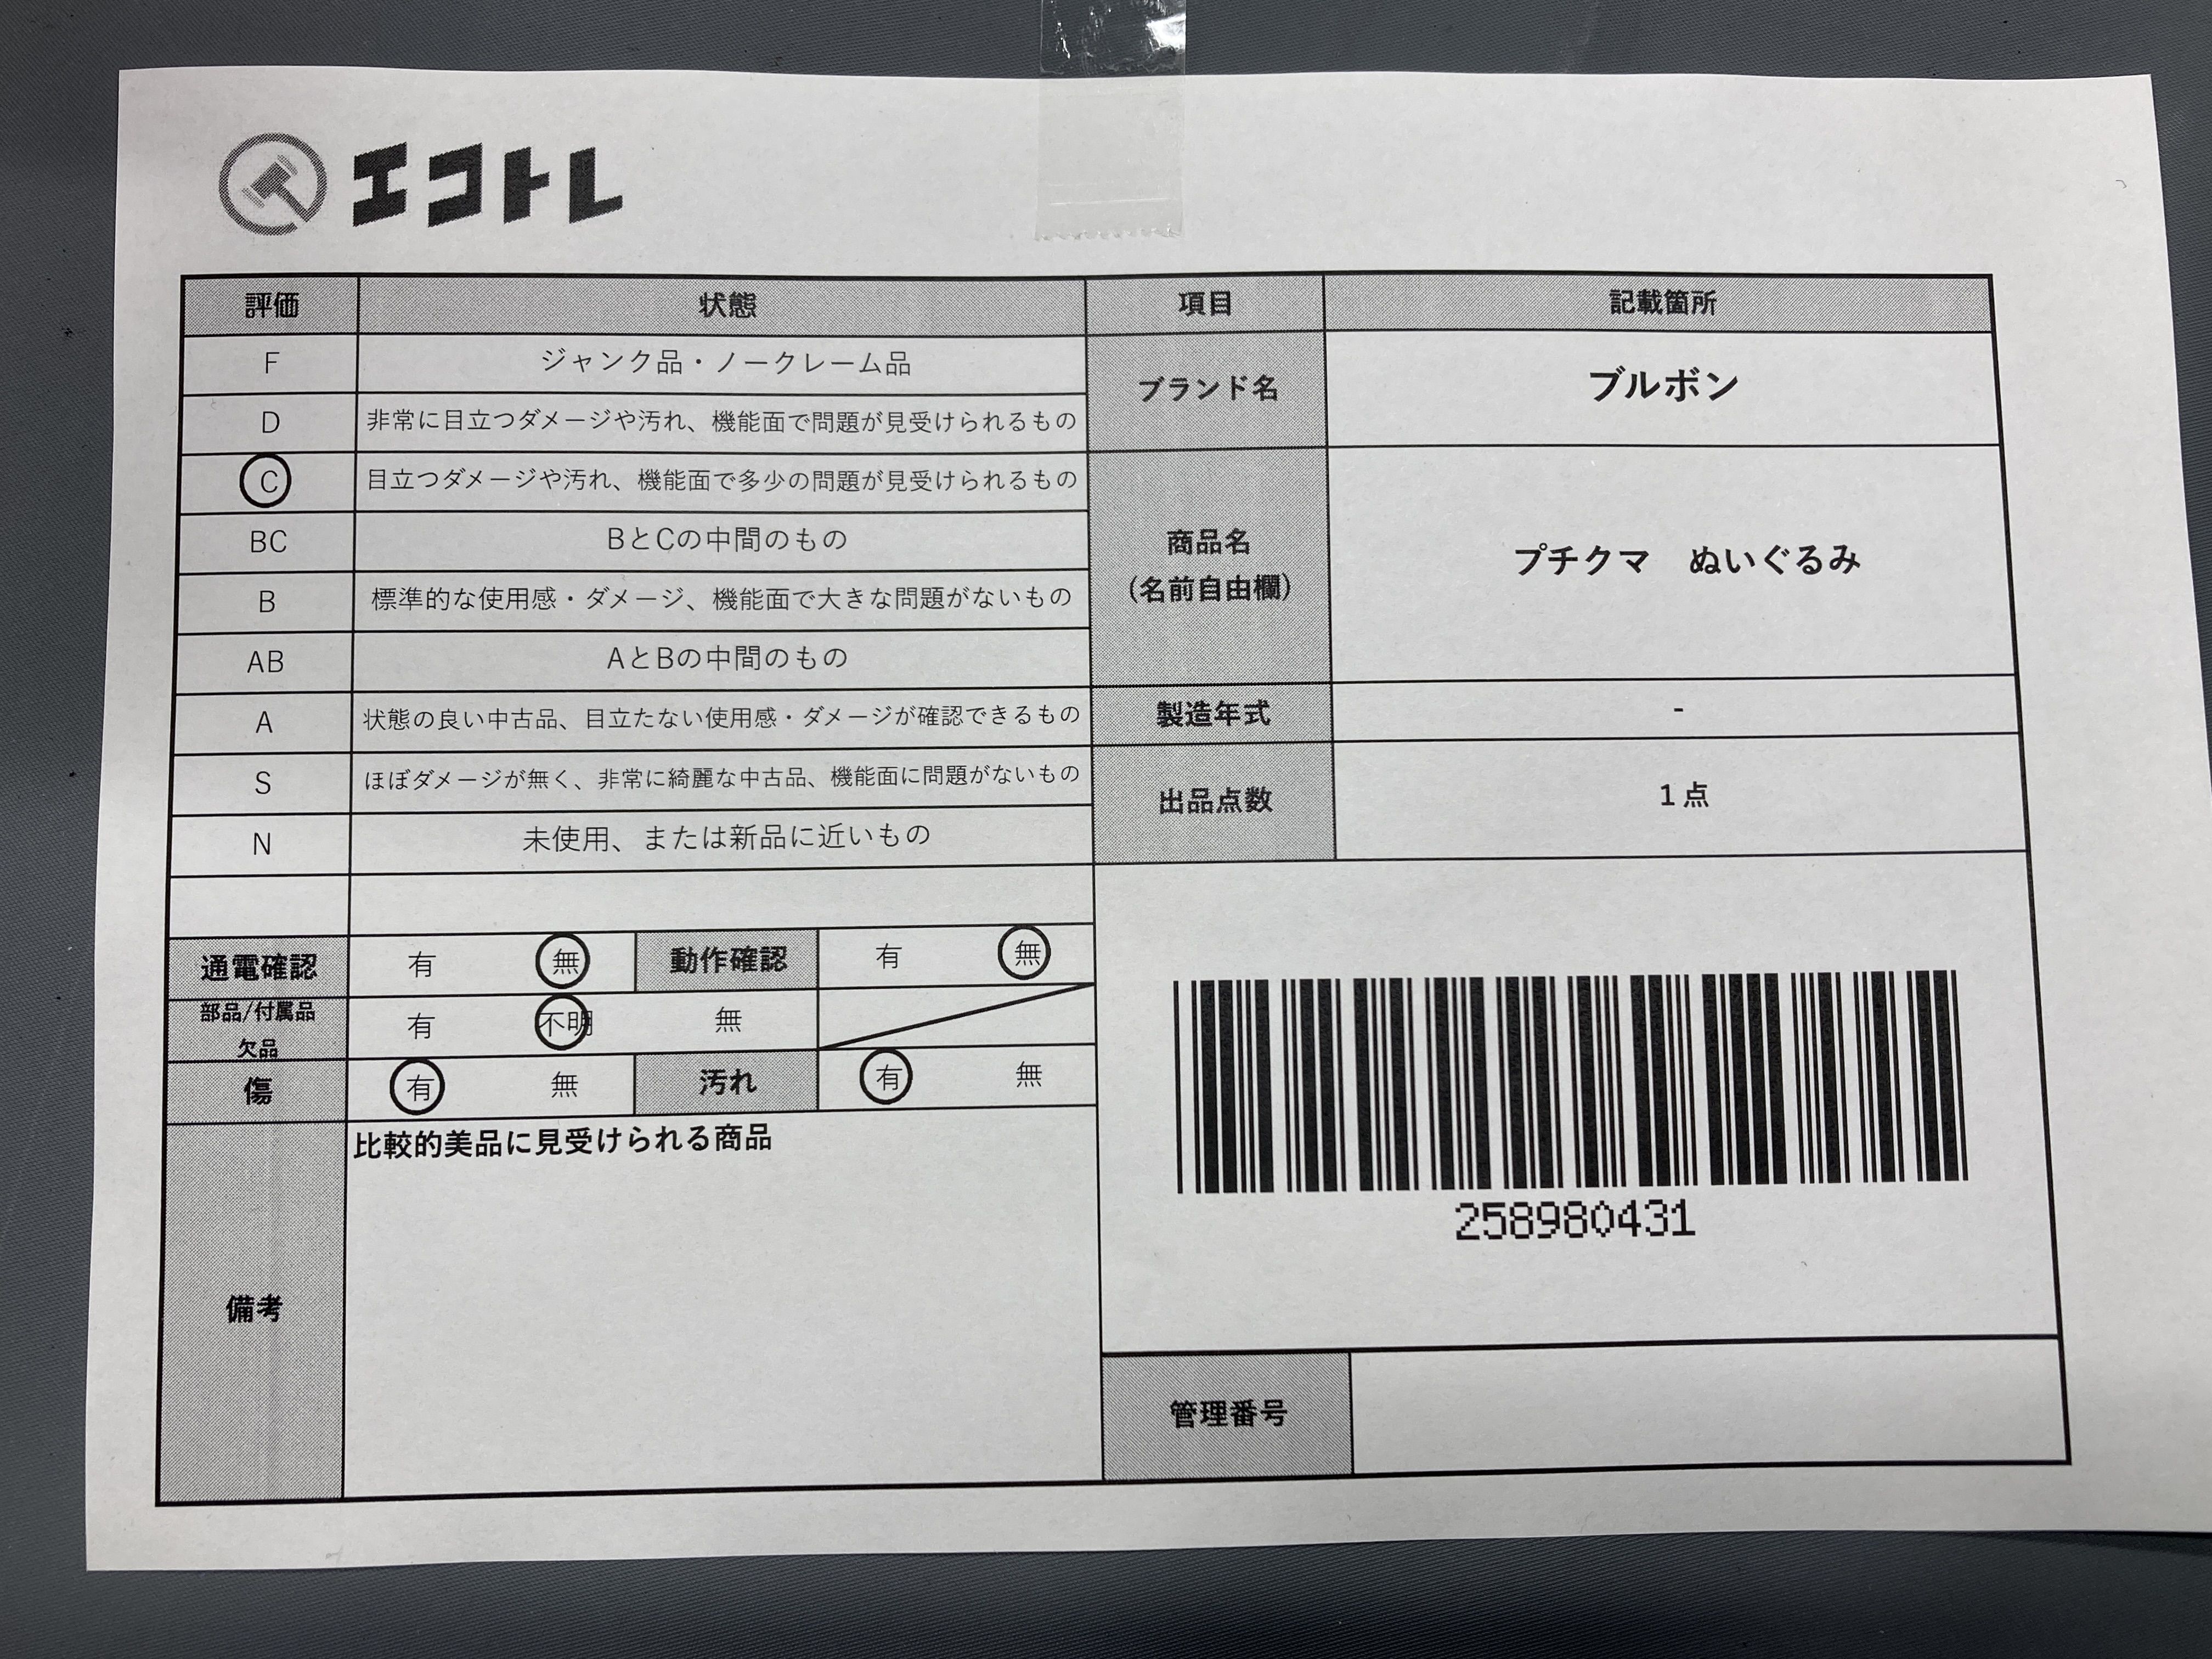 エコトレ
評価 状態 項目 記載箇所
F ジャンク品・ノークレーム品
D 非常に目立つダメージや汚れ、機能面で問題が見受けられるもの
C 目立つダメージや汚れ、機能面で多少の問題が見受けられるもの
BC BとCの中間のもの
B 標準的な使用感・ダメージ、機能面で大きな問題がないもの
AB AとBの中間のもの
A 状態の良い中古品、目立たない使用感・ダメージが確認できるもの
S ほぼダメージが無く、非常に綺麗な中古品、機能面に問題がないもの
N 未使用、または新品に近いもの
ブランド名 ブルボン
商品名
(名前自由欄)
プチクマ　ぬいぐるみ
製造年式 -
出品点数 1点
通電確認 有 無 動作確認 有 無
部品/付属品
欠品
有 不明 無
傷 有 無 汚れ 有 無
備考
比較的美品に見受けられる商品
258980431
管理番号